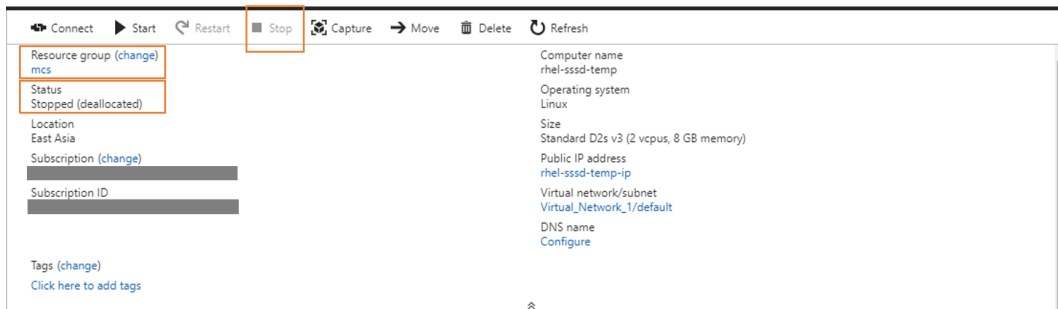 Connect Start Restart Stop Capture Move Delete Refresh
Resource group (change)
mcs
Status
Stopped (deallocated)
Location
East Asia
Subscription (change)
Subscription ID
Tags (change)
Click here to add tags
Computer name
rhel-sssd-temp
Operating system
Linux
Size
Standard D2s v3 (2 vcpus, 8 GB memory)
Public IP address
rhel-sssd-temp-ip
Virtual network/subnet
Virtual_Network_1/default
DNS name
Configure